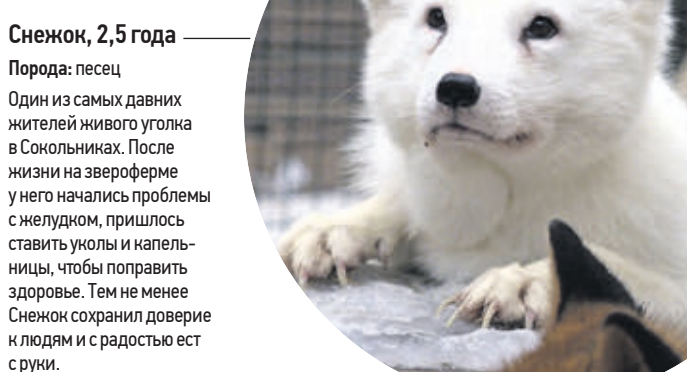 Снежок, 2,5 года
Порода: песец
Один из самых давних
жителей живого уголка
в Сокольниках. После
жизни на звероферме
у него начались проблемы
с желудком, пришлось
ставить уколы и капель-
ницы, чтобы поправить
здоровье. Тем не менее
Снежок сохранил доверие
к людям и с радостью ест
с руки.